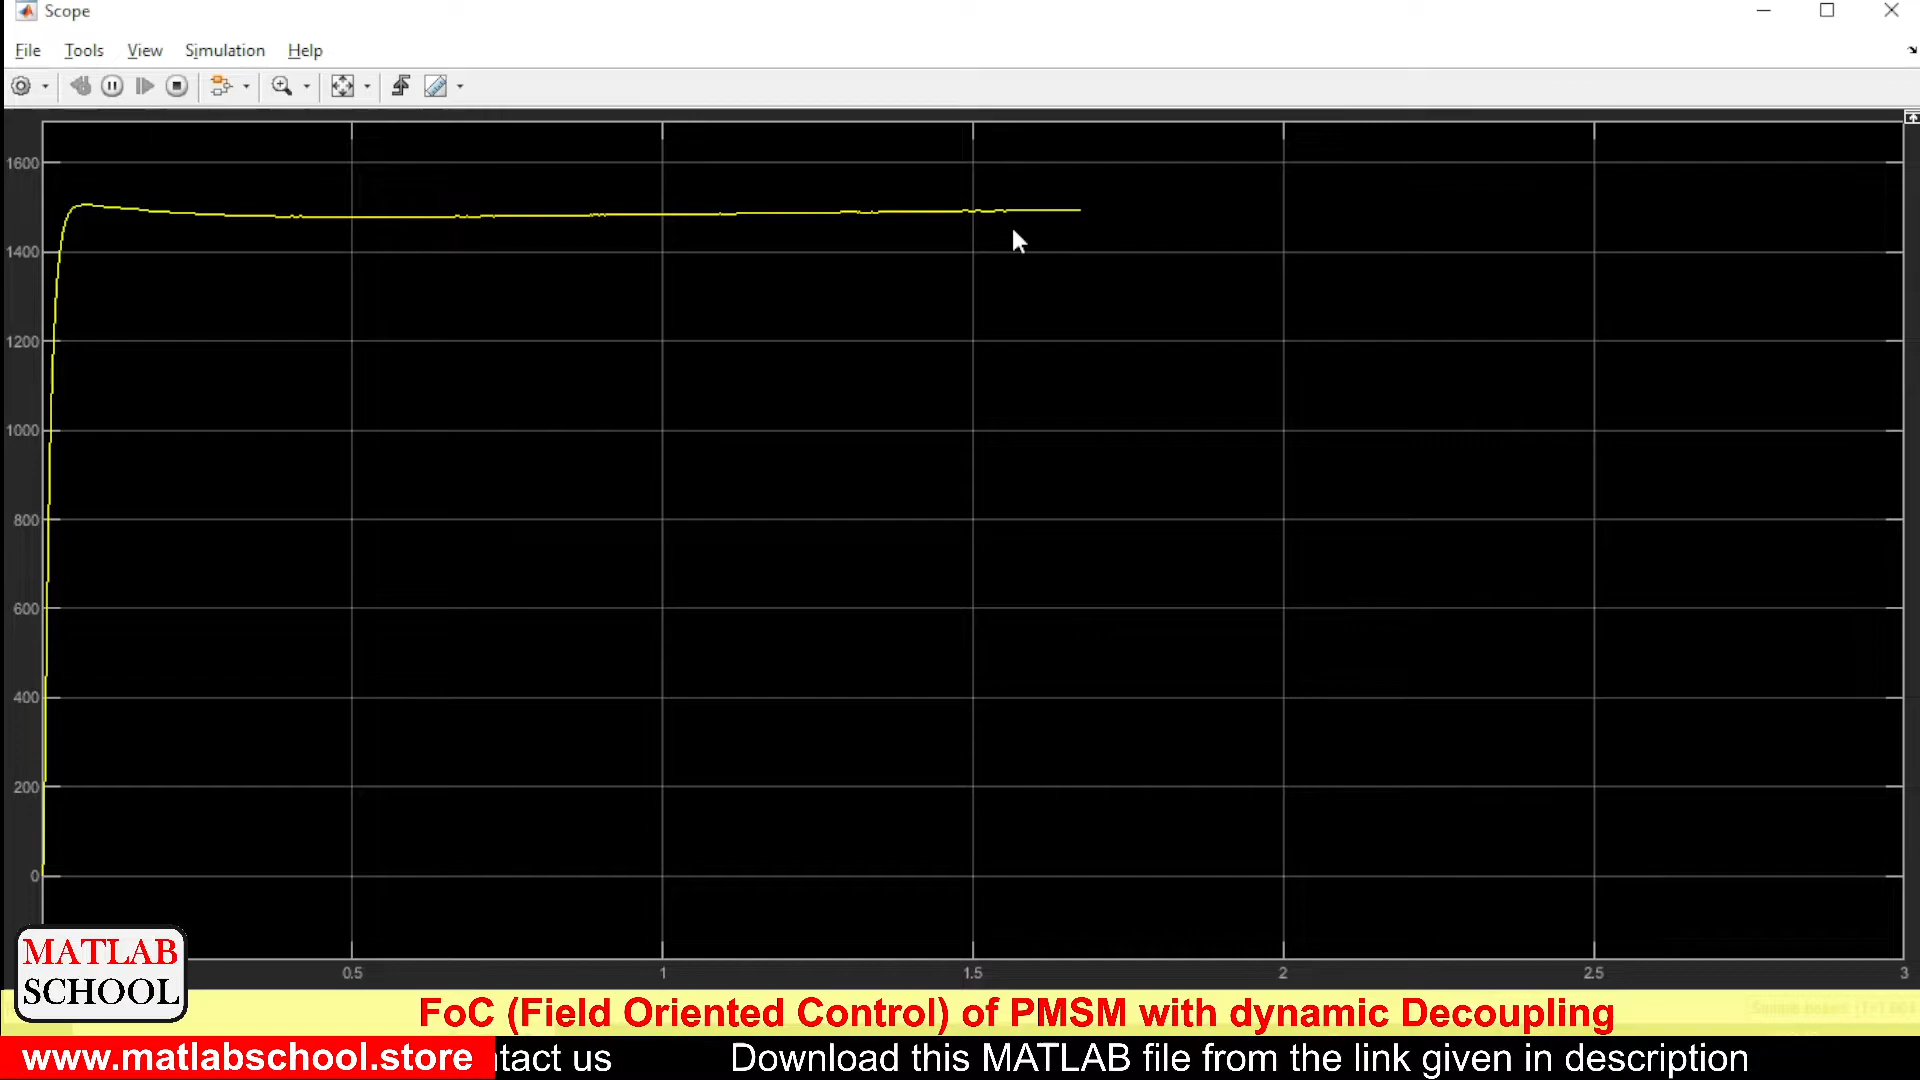 Scope
File Tools View Simulation Help
1600
1400
1200
1000
800
600
400
200
0
0.5 1 1.5 2 2.5 3
MATLAB
SCHOOL
FoC (Field Oriented Control) of PMSM with dynamic Decoupling
www.matlabschool.store ntact us Download this MATLAB file from the link given in description